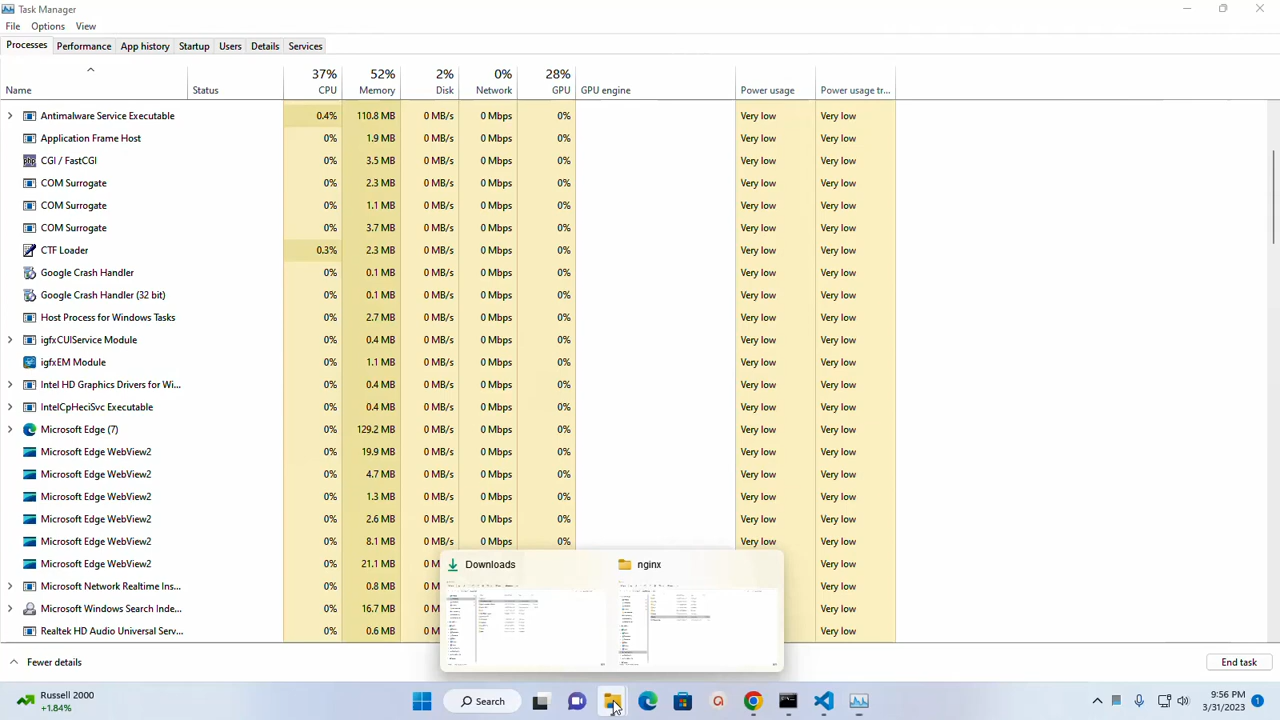 Task Manager
File Options View
Processes Performance App history Startup Users Details Services
37% 52% 2% 0% 28%
Name Status CPU Memory Disk Network GPU GPU engine Power usage Power usage tr...
Antimalware Service Executable 0.4% 110.8 MB 0 MB/s 0 Mbps 0% Very low Very low
Application Frame Host 0% 1.9 MB 0 MB/s 0 Mbps 0% Very low Very low
CGI / FastCGI 0% 3.5 MB 0 MB/s 0 Mbps 0% Very low Very low
COM Surrogate 0% 2.3 MB 0 MB/s 0 Mbps 0% Very low Very low
COM Surrogate 0% 1.1 MB 0 MB/s 0 Mbps 0% Very low Very low
COM Surrogate 0% 3.7 MB 0 MB/s 0 Mbps 0% Very low Very low
CTF Loader 0.3% 2.3 MB 0 MB/s 0 Mbps 0% Very low Very low
Google Crash Handler 0% 0.1 MB 0 MB/s 0 Mbps 0% Very low Very low
Google Crash Handler (32 bit) 0% 0.1 MB 0 MB/s 0 Mbps 0% Very low Very low
Host Process for Windows Tasks 0% 2.7 MB 0 MB/s 0 Mbps 0% Very low Very low
igfxCUIService Module 0% 0.4 MB 0 MB/s 0 Mbps 0% Very low Very low
igfxEM Module 0% 1.1 MB 0 MB/s 0 Mbps 0% Very low Very low
Intel HD Graphics Drivers for Wi... 0% 0.4 MB 0 MB/s 0 Mbps 0% Very low Very low
IntelCpHeciSvc Executable 0% 0.4 MB 0 MB/s 0 Mbps 0% Very low Very low
Microsoft Edge (7) 0% 129.2 MB 0 MB/s 0 Mbps 0% Very low Very low
Microsoft Edge WebView2 0% 19.9 MB 0 MB/s 0 Mbps 0% Very low Very low
Microsoft Edge WebView2 0% 4.7 MB 0 MB/s 0 Mbps 0% Very low Very low
Microsoft Edge WebView2 0% 1.3 MB 0 MB/s 0 Mbps 0% Very low Very low
Microsoft Edge WebView2 0% 2.6 MB 0 MB/s 0 Mbps 0% Very low Very low
Microsoft Edge WebView2 0% 8.1 MB 0 MB/s 0 Mbps 0% Very low Very low
Microsoft Edge WebView2 0% 21.1 MB Downloads nginx Very low
Microsoft Network Realtime Ins... 0% 0.8 MB Very low
Microsoft Windows Search Inde... 0% 16.7 MB Very low
Realtek HD Audio Universal Serv... 0% 0.6 MB Very low
Fewer details End task
Russell 2000
+1.84%
Search
9:56 PM
3/31/2023
1